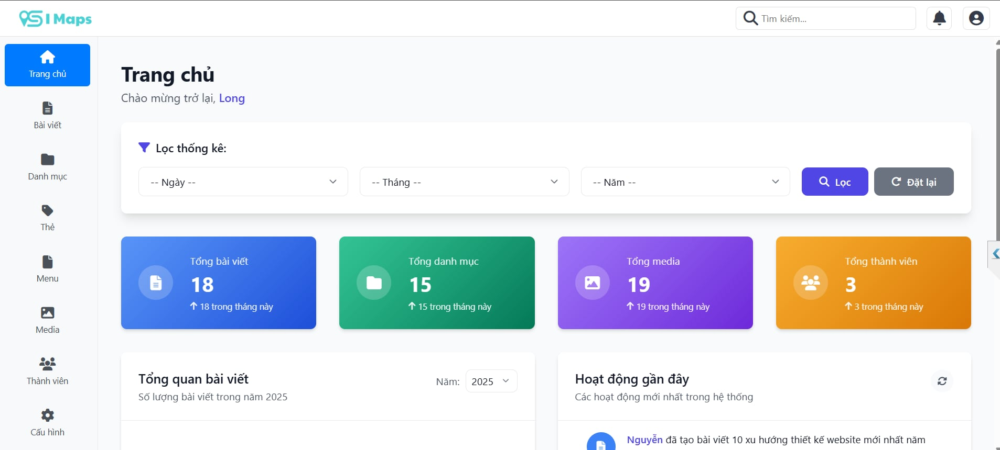 SI Maps
Tìm kiếm...
Trang chủ
Bài viết
Danh mục
Thẻ
Menu
Media
Thành viên
Cấu hình
Trang chủ
Chào mừng trở lại, Long
Lọc thống kê:
-- Ngày --
-- Tháng --
-- Năm --
Lọc
Đặt lại
Tổng bài viết
18
18 trong tháng này
Tổng danh mục
15
15 trong tháng này
Tổng media
19
19 trong tháng này
Tổng thành viên
3
3 trong tháng này
Tổng quan bài viết
Số lượng bài viết trong năm 2025
Năm: 2025
Hoạt động gần đây
Các hoạt động mới nhất trong hệ thống
Nguyễn đã tạo bài viết 10 xu hướng thiết kế website mới nhất năm